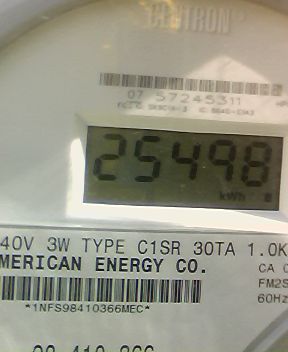 CENTRON
07 57245311
25498
kWh
40V 3W TYPE C1SR 30TA 1.0K
MERICAN ENERGY CO.
CA
FM2S
60Hz
*1NFS98410366MEC*